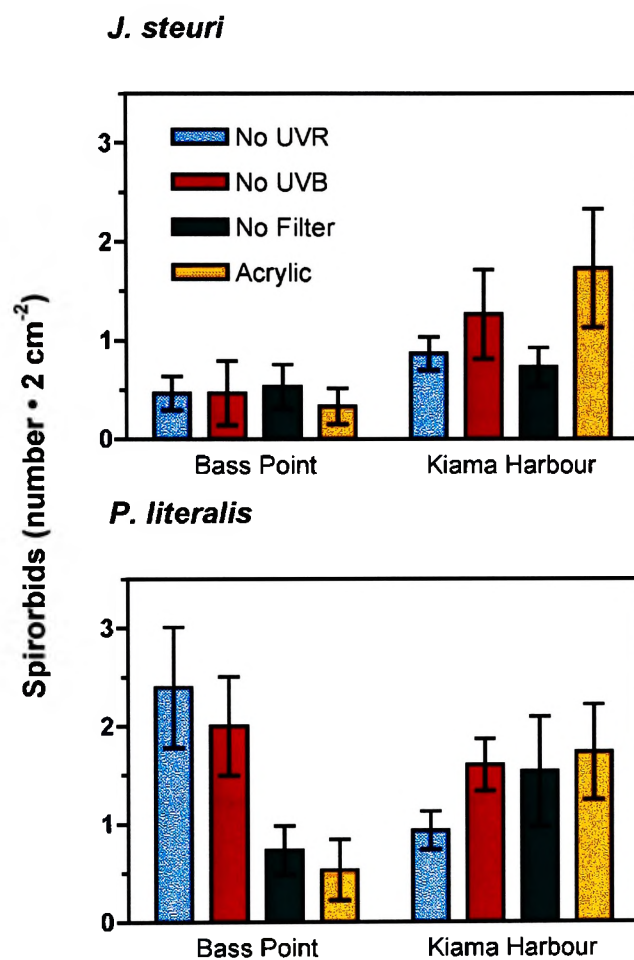 J. steuri
3
2
1
0
No UVR
No UVB
No Filter
Acrylic
Bass Point
Kiama Harbour
Spirorbids (number • 2 cm⁻²)
P. literalis
3
2
1
0
Bass Point
Kiama Harbour